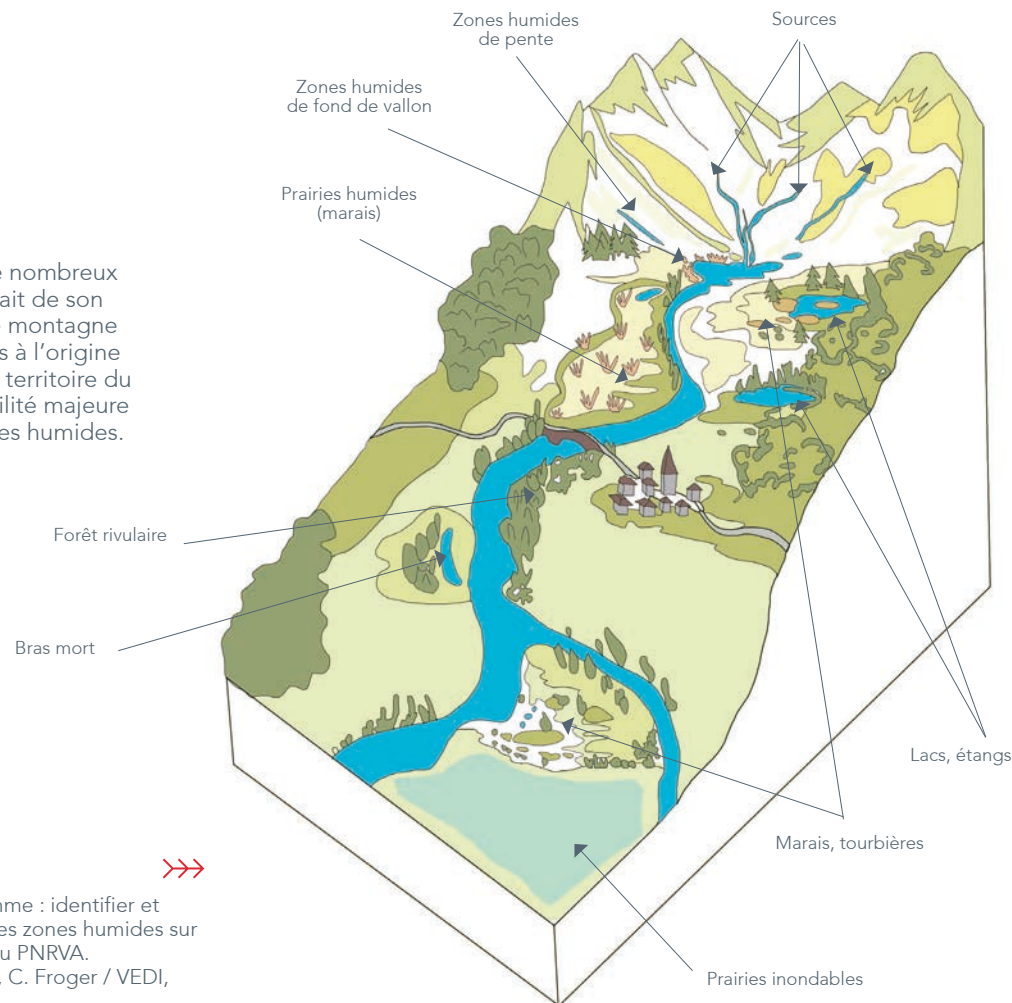 Zones humides
de pente
Sources
Zones humides
de fond de vallon
Prairies humides
(marais)
nombreux
ait de son
montagne
s à l'origine
territoire du
ilité majeure
es humides.
Forêt rivulaire
Bras mort
Lacs, étangs
Marais, tourbières
me : identifier et
es zones humides sur
u PNRVA.
, C. Froger / VEDI,
Prairies inondables